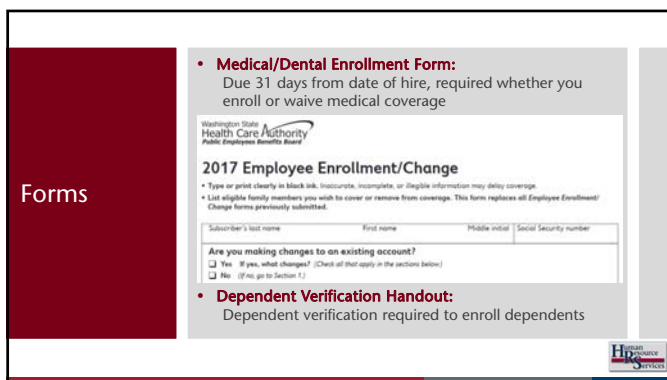 Forms
• Medical/Dental Enrollment Form:
Due 31 days from date of hire, required whether you
enroll or waive medical coverage
Washington State
Health Care Authority
Public Employees Benefits Board
2017 Employee Enrollment/Change
• Type or print clearly in black ink. Inaccurate, incomplete, or illegible information may delay coverage.
• List eligible family members you wish to cover or remove from coverage. This form replaces all Employee Enrollment/
Change forms previously submitted.
Subscriber's last name First name Middle initial Social Security number
Are you making changes to an existing account?
Yes If yes, what changes? (Check all that apply in the sections below.)
No (If no, go to Section 1.)
• Dependent Verification Handout:
Dependent verification required to enroll dependents
Human
Resource
Services